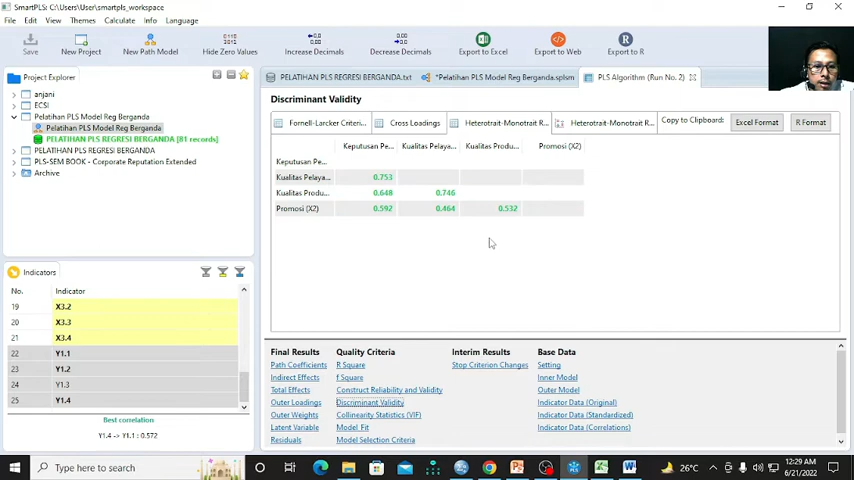 SmartPLS: C:\Users\User\smartpls_workspace
File Edit View Themes Calculate Info Language
Save New Project New Path Model Hide Zero Values Increase Decimals Decrease Decimals Export to Excel Export to Web Export to R
Project Explorer
anjani
ECSI
Pelatihan PLS Model Reg Berganda
Pelatihan PLS Model Reg Berganda
PELATIHAN PLS REGRESI BERGANDA [81 records]
PELATIHAN PLS REGRESI BERGANDA
PLS-SEM BOOK - Corporate Reputation Extended
Archive
Indicators
No. Indicator
19 X3.2
20 X3.3
21 X3.4
22 Y1.1
23 Y1.2
24 Y1.3
25 Y1.4
Best correlation
Y1.4 -> Y1.1 : 0.572
PELATIHAN PLS REGRESI BERGANDA.txt *Pelatihan PLS Model Reg Berganda.splsm PLS Algorithm (Run No. 2)
Discriminant Validity
Fornell-Larcker Criteri... Cross Loadings Heterotrait-Monotrait R... Heterotrait-Monotrait R... Copy to Clipboard: Excel Format R Format
Keputusan Pe... Kualitas Pelaya... Kualitas Produ... Promosi (X2)
Keputusan Pe...
Kualitas Pelaya... 0.753
Kualitas Produ... 0.648 0.746
Promosi (X2) 0.592 0.464 0.532
Final Results Quality Criteria Interim Results Base Data
Path Coefficients R Square Stop Criterion Changes Setting
Indirect Effects f Square Inner Model
Total Effects Construct Reliability and Validity Outer Model
Outer Loadings Discriminant Validity Indicator Data (Original)
Outer Weights Collinearity Statistics (VIF) Indicator Data (Standardized)
Latent Variable Model Fit Indicator Data (Correlations)
Residuals Model Selection Criteria
Type here to search
26°C
12:29 AM
6/21/2022